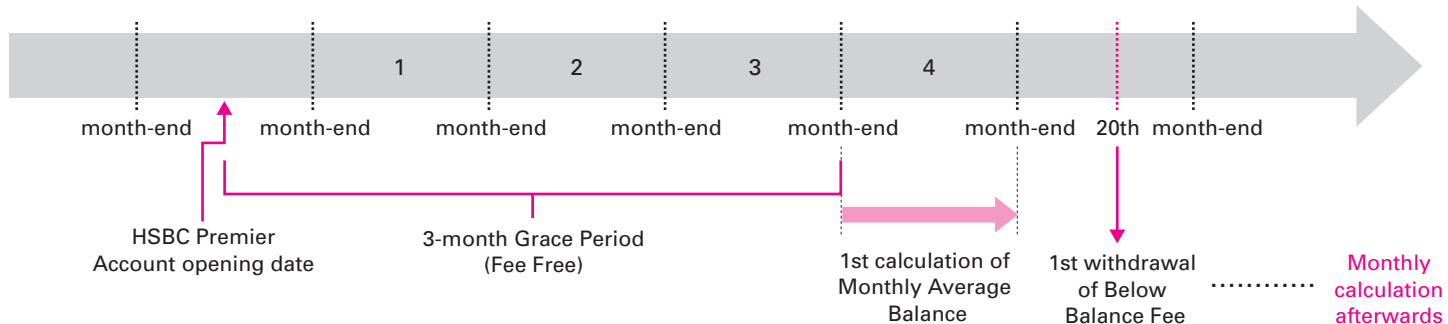 1 2 3 4
month-end month-end month-end month-end month-end month-end 20th month-end
HSBC Premier
Account opening date
3-month Grace Period
(Fee Free)
1st calculation of
Monthly Average
Balance
1st withdrawal
of Below
Balance Fee
Monthly
calculation
afterwards